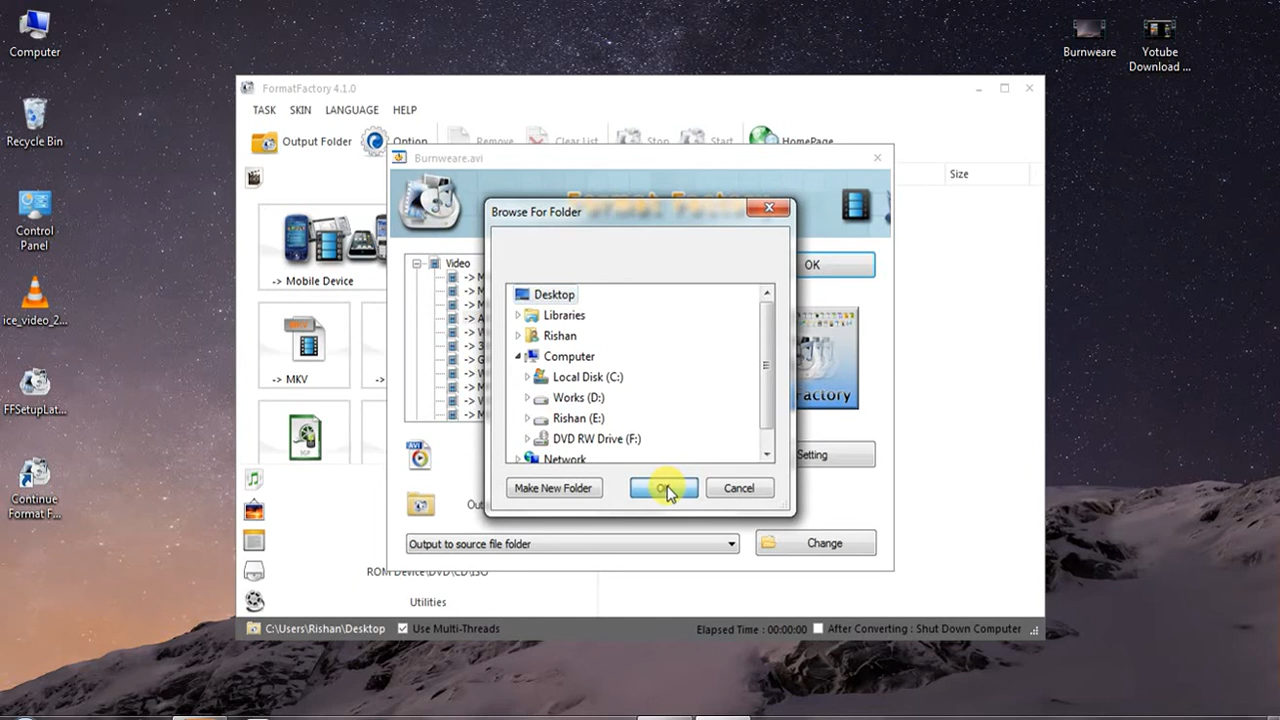 Computer
Recycle Bin
Control
Panel
ice_video_2...
FFSetupLat...
Continue
Format F...
Burnweare
Yotube
Download ...
FormatFactory 4.1.0
TASK SKIN LANGUAGE HELP
Output Folder Option Remove Clear List Stop Start HomePage
Size
-> Mobile Device
-> MKV
Burnweare.avi
Format Factory
Video
OK
Factory
Setting
Output to source file folder
Change
Browse For Folder
Desktop
Libraries
Rishan
Computer
Local Disk (C:)
Works (D:)
Rishan (E:)
DVD RW Drive (F:)
Network
Make New Folder
Cancel
ROM Device\DVD\CD\ISO
Utilities
C:\Users\Rishan\Desktop Use Multi-Threads Elapsed Time : 00:00:00 After Converting : Shut Down Computer